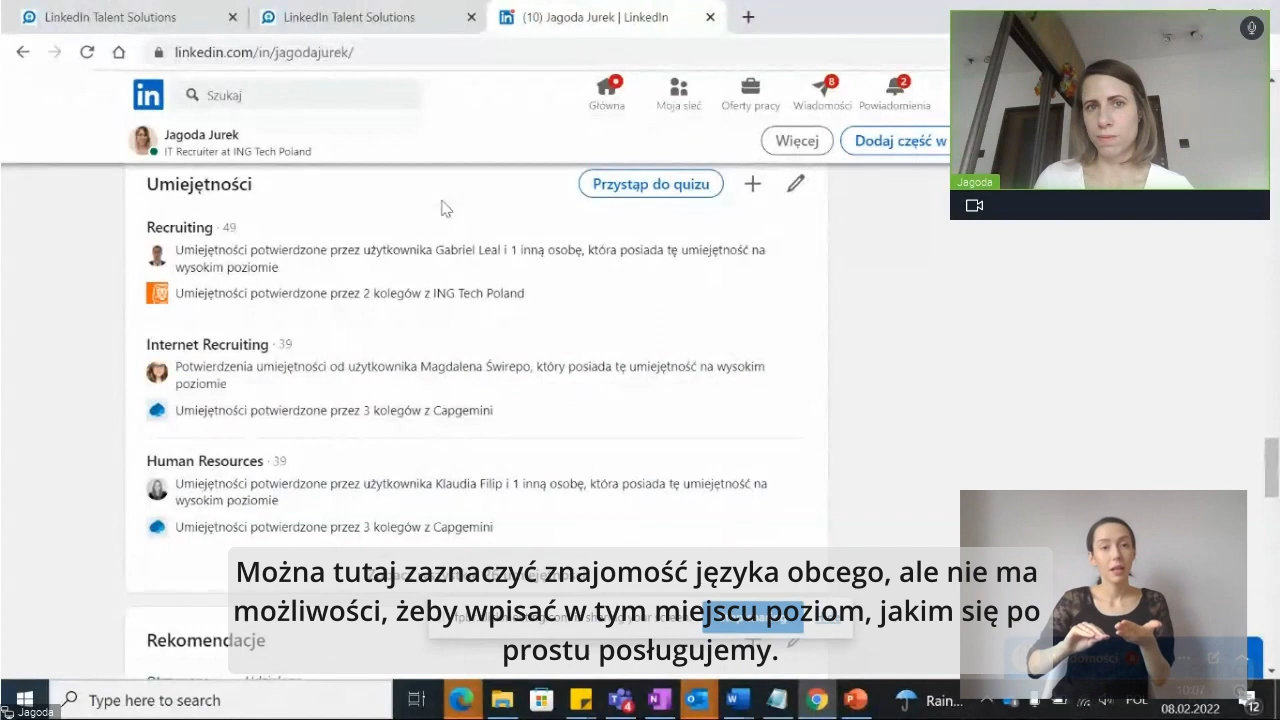 LinkedIn Talent Solutions
LinkedIn Talent Solutions
(10) Jagoda Jurek | LinkedIn
linkedin.com/in/jagodajurek/
in
Szukaj
Główna
Moja sieć
Oferty pracy
8
Wiadomości
2
Powiadomienia
Jagoda Jurek
IT Recruiter at ING Tech Poland
Więcej
Dodaj część w
Jagoda
Umiejętności
Przystąp do quizu
Recruiting · 49
Umiejętności potwierdzone przez użytkownika Gabriel Leal i 1 inną osobę, która posiada tę umiejętność na
wysokim poziomie
Umiejętności potwierdzone przez 2 kolegów z ING Tech Poland
Internet Recruiting · 39
Potwierdzenia umiejętności od użytkownika Magdalena Świrepo, który posiada tę umiejętność na wysokim
poziomie
Umiejętności potwierdzone przez 3 kolegów z Capgemini
Human Resources · 39
Umiejętności potwierdzone przez użytkownika Klaudia Filip i 1 inną osobę, która posiada tę umiejętność na
wysokim poziomie
Umiejętności potwierdzone przez 3 kolegów z Capgemini
Można tutaj zaznaczyć znajomość języka obcego, ale nie ma
możliwości, żeby wpisać w tym miejscu poziom, jakim się po
prostu posługujemy.
Rekomendacje
Type here to search
Rain...
POL
10:07
08.02.2022
12
Jagoda